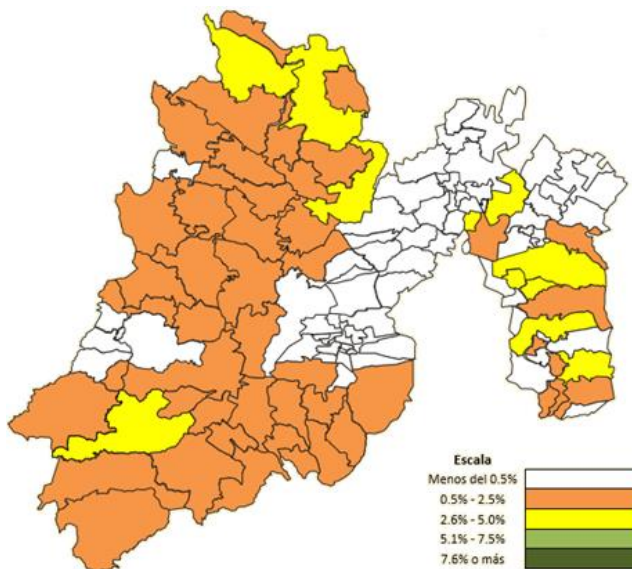 Escala
Menos del 0.5%
0.5% - 2.5%
2.6% - 5.0%
5.1% - 7.5%
7.6% o más